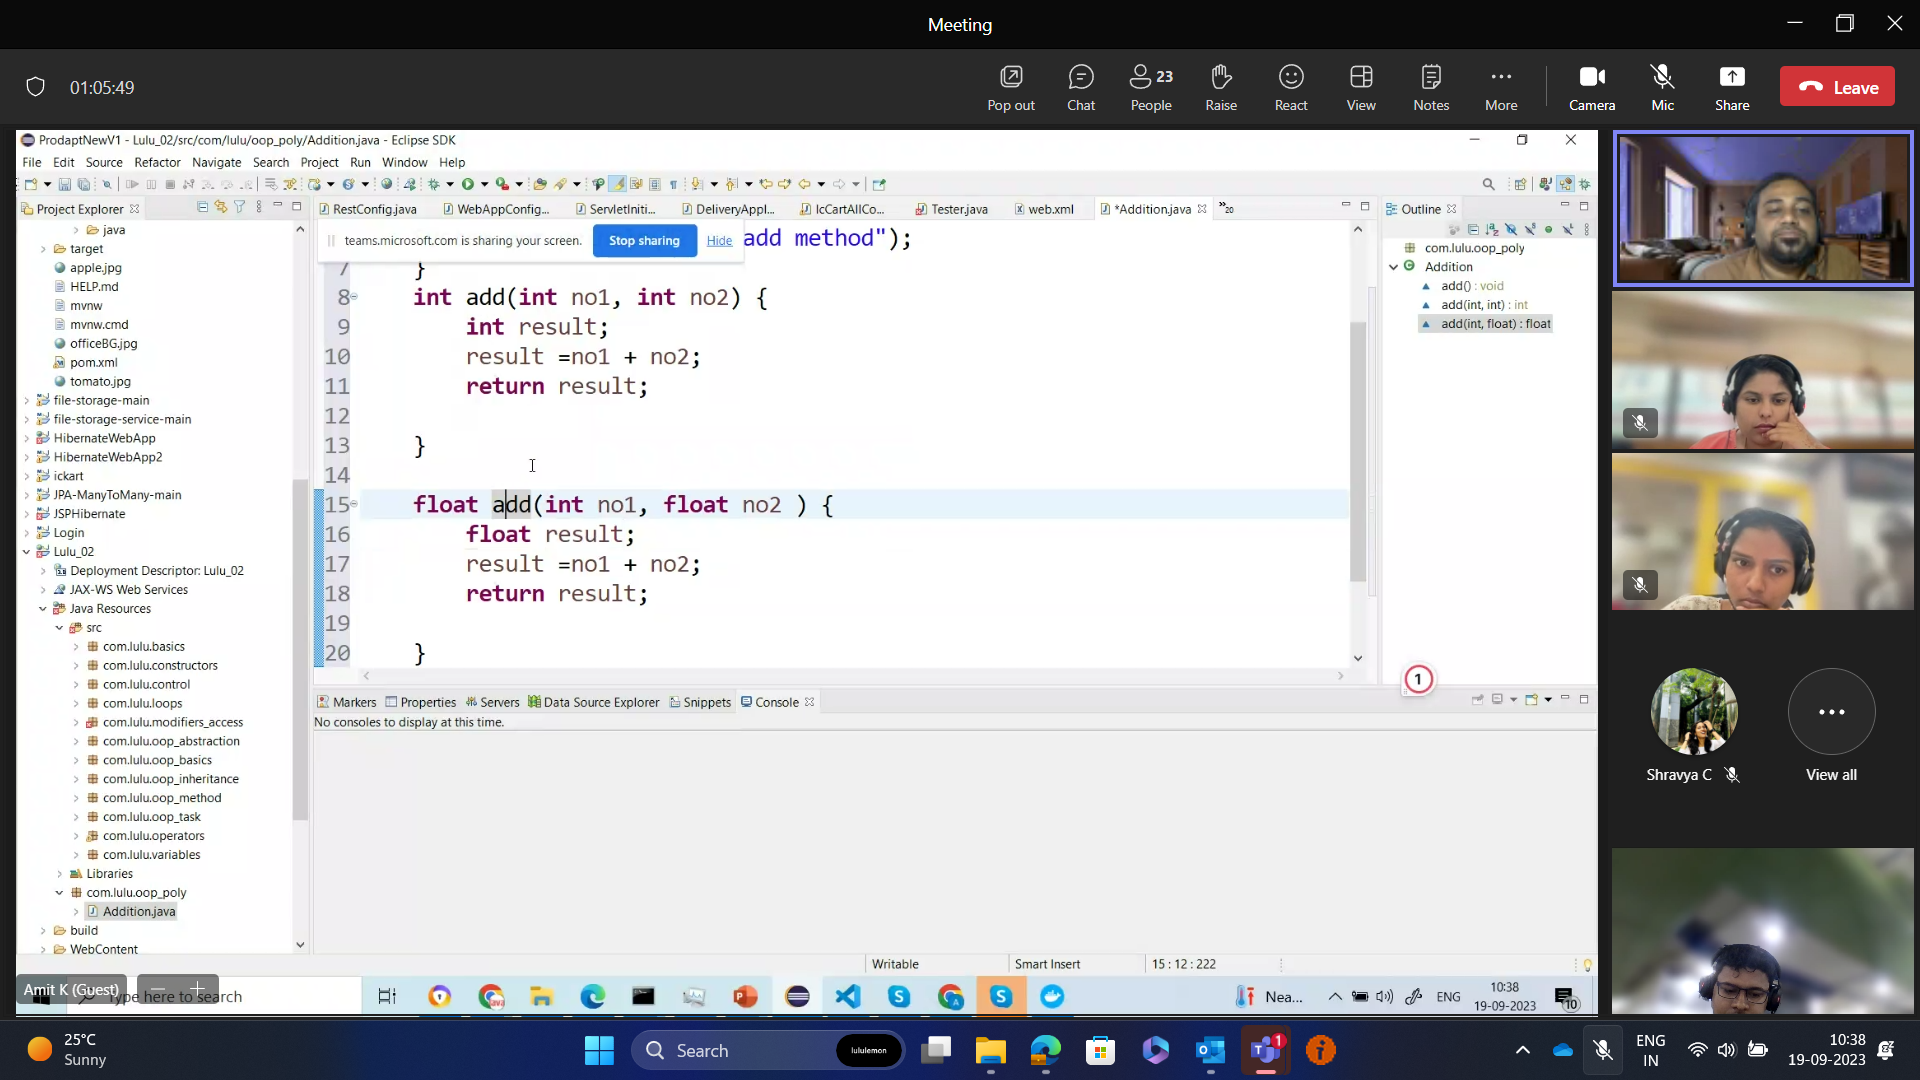 Meeting
01:05:49
Pop out
Chat
People 23
Raise
React
View
Notes
More
Camera
Mic
Share
Leave
ProdaptNewV1 - Lulu_02/src/com/lulu/oop_poly/Addition.java - Eclipse SDK
File Edit Source Refactor Navigate Search Project Run Window Help
Project Explorer
java
target
apple.jpg
HELP.md
mvnw
mvnw.cmd
officeBG.jpg
pom.xml
tomato.jpg
file-storage-main
file-storage-service-main
HibernateWebApp
HibernateWebApp2
ickart
JPA-ManyToMany-main
JSPHibernate
Login
Lulu_02
Deployment Descriptor: Lulu_02
JAX-WS Web Services
Java Resources
src
com.lulu.basics
com.lulu.constructors
com.lulu.control
com.lulu.loops
com.lulu.modifiers_access
com.lulu.oop_abstraction
com.lulu.oop_basics
com.lulu.oop_inheritance
com.lulu.oop_method
com.lulu.oop_task
com.lulu.operators
com.lulu.variables
Libraries
com.lulu.oop_poly
Addition.java
build
WebContent
RestConfig.java WebAppConfig... ServletIniti... DeliveryAppl... IcCartAllCo... Tester.java web.xml *Addition.java »20
teams.microsoft.com is sharing your screen. Stop sharing Hide
add method");
7 }
8 int add(int no1, int no2) {
9 int result;
10 result =no1 + no2;
11 return result;
12
13 }
14
15 float add(int no1, float no2 ) {
16 float result;
17 result =no1 + no2;
18 return result;
19
20 }
Outline
com.lulu.oop_poly
Addition
add() : void
add(int, int) : int
add(int, float) : float
1
Markers Properties Servers Data Source Explorer Snippets Console
No consoles to display at this time.
Writable Smart Insert 15 : 12 : 222
Amit K (Guest)
Type here to search
Nea...
ENG
10:38
19-09-2023
10
Shravya C
View all
25°C
Sunny
Search
lululemon
1
ENG
IN
10:38
19-09-2023